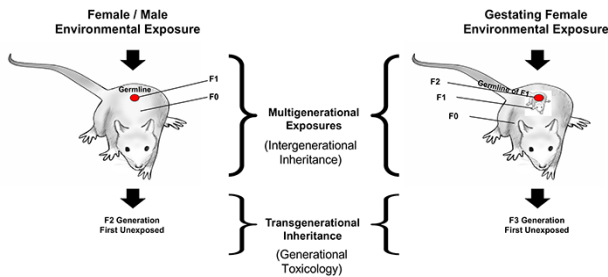 Female / Male
Environmental Exposure
Germline
F1
F0
F2 Generation
First Unexposed
Multigenerational
Exposures
(Intergenerational
Inheritance)
Transgenerational
Inheritance
(Generational
Toxicology)
Gestating Female
Environmental Exposure
F2
Germline of F1
F1
F0
F3 Generation
First Unexposed